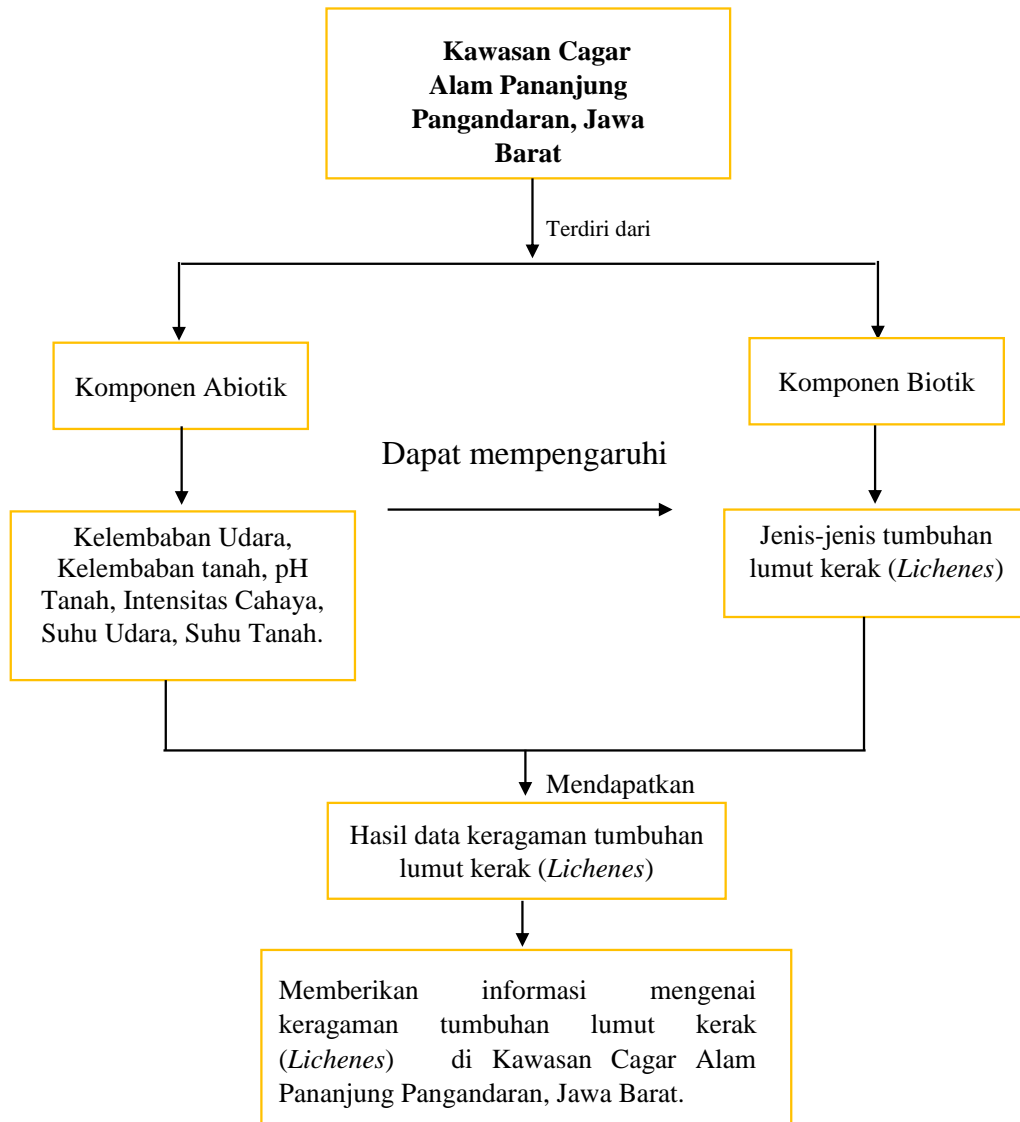 Kawasan Cagar
Alam Pananjung
Pangandaran, Jawa
Barat
Terdiri dari
Komponen Abiotik
Komponen Biotik
Dapat mempengaruhi
Kelembaban Udara,
Kelembaban tanah, pH
Tanah, Intensitas Cahaya,
Suhu Udara, Suhu Tanah.
Jenis-jenis tumbuhan
lumut kerak (Lichenes)
Mendapatkan
Hasil data keragaman tumbuhan
lumut kerak (Lichenes)
Memberikan informasi mengenai
keragaman tumbuhan lumut kerak
(Lichenes) di Kawasan Cagar Alam
Pananjung Pangandaran, Jawa Barat.